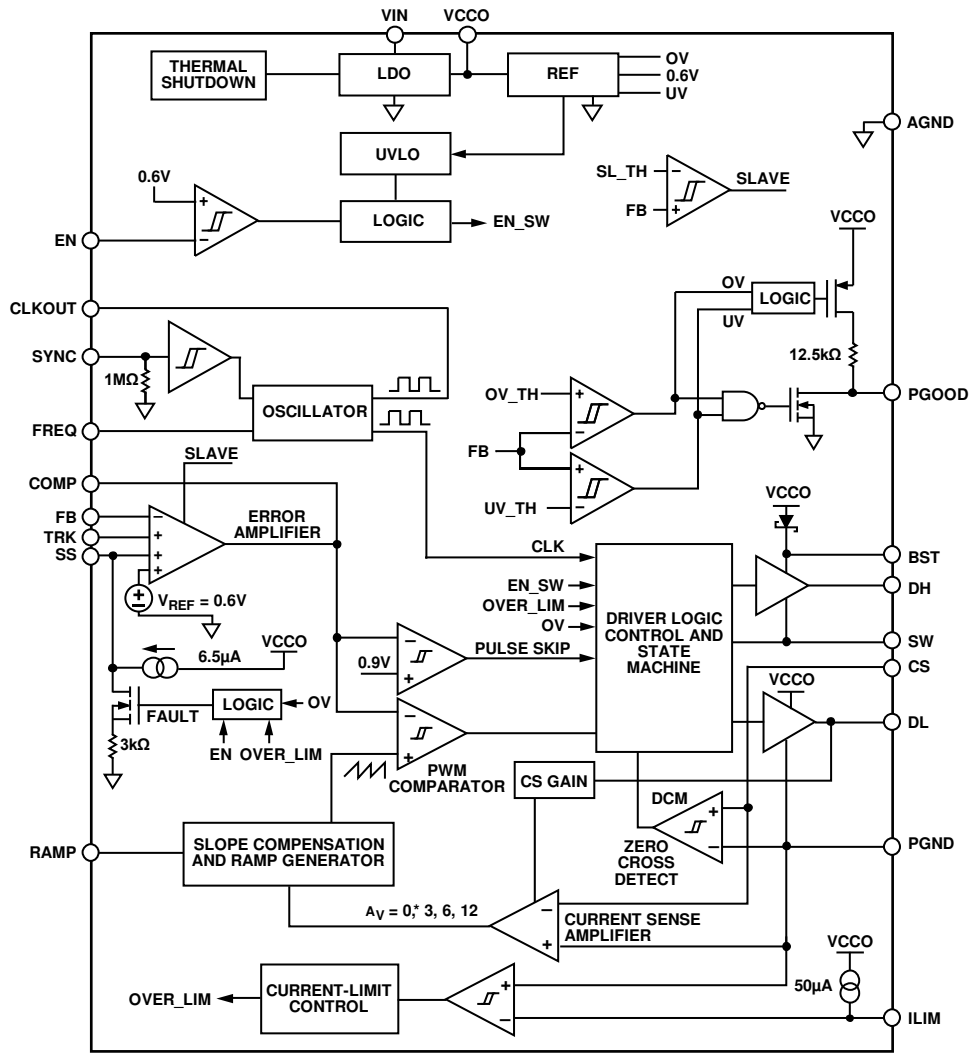 VIN
VCCO
THERMAL
SHUTDOWN
LDO
REF
OV
0.6V
UV
AGND
UVLO
0.6V
+
−
LOGIC
EN_SW
EN
SL_TH
−
FB
+
SLAVE
VCCO
OV
UV
LOGIC
12.5kΩ
PGOOD
CLKOUT
SYNC
1MΩ
OSCILLATOR
FREQ
OV_TH
+
−
FB
+
UV_TH
−
COMP
SLAVE
FB
−
TRK
+
SS
+
+
ERROR
AMPLIFIER
VREF = 0.6V
VCCO
BST
DH
SW
CS
CLK
EN_SW
OVER_LIM
OV
PULSE SKIP
DRIVER LOGIC
CONTROL AND
STATE
MACHINE
6.5µA
VCCO
−
0.9V
+
FAULT
LOGIC
OV
EN
OVER_LIM
3kΩ
−
+
PWM
COMPARATOR
VCCO
DL
CS GAIN
DCM
+
−
ZERO
CROSS
DETECT
PGND
RAMP
SLOPE COMPENSATION
AND RAMP GENERATOR
AV = 0,* 3, 6, 12
−
+
CURRENT SENSE
AMPLIFIER
VCCO
50µA
OVER_LIM
CURRENT-LIMIT
CONTROL
+
−
ILIM